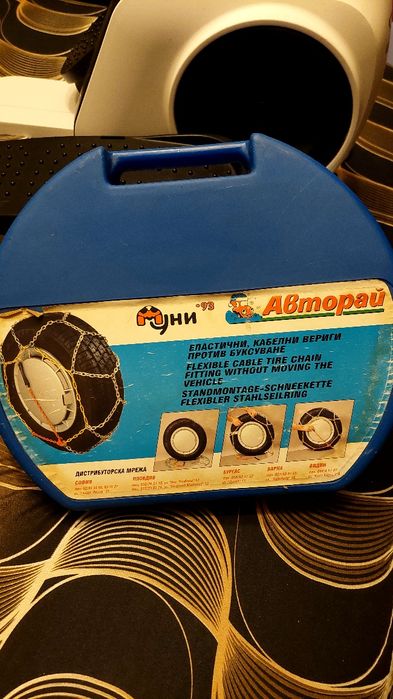 Муни -93 Авторай
ЕЛАСТИЧНИ, КАБЕЛНИ ВЕРИГИ
ПРОТИВ БУКСУВАНЕ
FLEXIBLE CABLE TIRE CHAIN
FITTING WITHOUT MOVING THE
VEHICLE
STANDMONTAGE-SCHNEEKETTE
FLEXIBLER STAHLSEILRING
ДИСТРИБУТОРСКА МРЕЖА
СОФИЯ ПЛОВДИВ БУРГАС ВАРНА ВИДИН